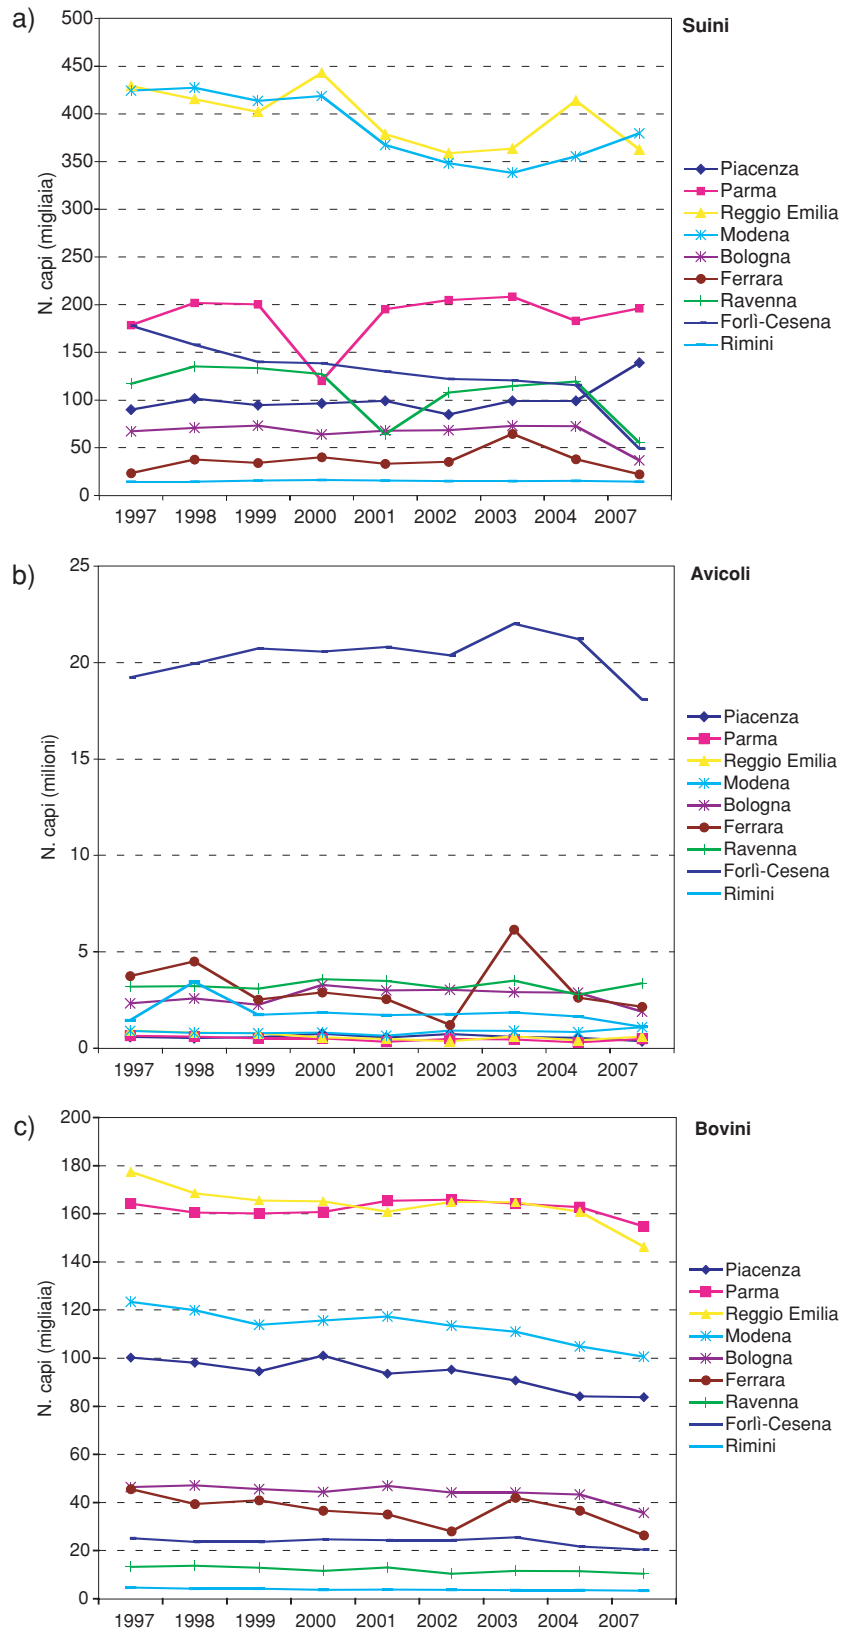 a)
Suini
N. capi (migliaia)
500
450
400
350
300
250
200
150
100
50
0
1997 1998 1999 2000 2001 2002 2003 2004 2007
Piacenza
Parma
Reggio Emilia
Modena
Bologna
Ferrara
Ravenna
Forlì-Cesena
Rimini
b)
Avicoli
N. capi (milioni)
25
20
15
10
5
0
1997 1998 1999 2000 2001 2002 2003 2004 2007
Piacenza
Parma
Reggio Emilia
Modena
Bologna
Ferrara
Ravenna
Forlì-Cesena
Rimini
c)
Bovini
N. capi (migliaia)
200
180
160
140
120
100
80
60
40
20
0
1997 1998 1999 2000 2001 2002 2003 2004 2007
Piacenza
Parma
Reggio Emilia
Modena
Bologna
Ferrara
Ravenna
Forlì-Cesena
Rimini